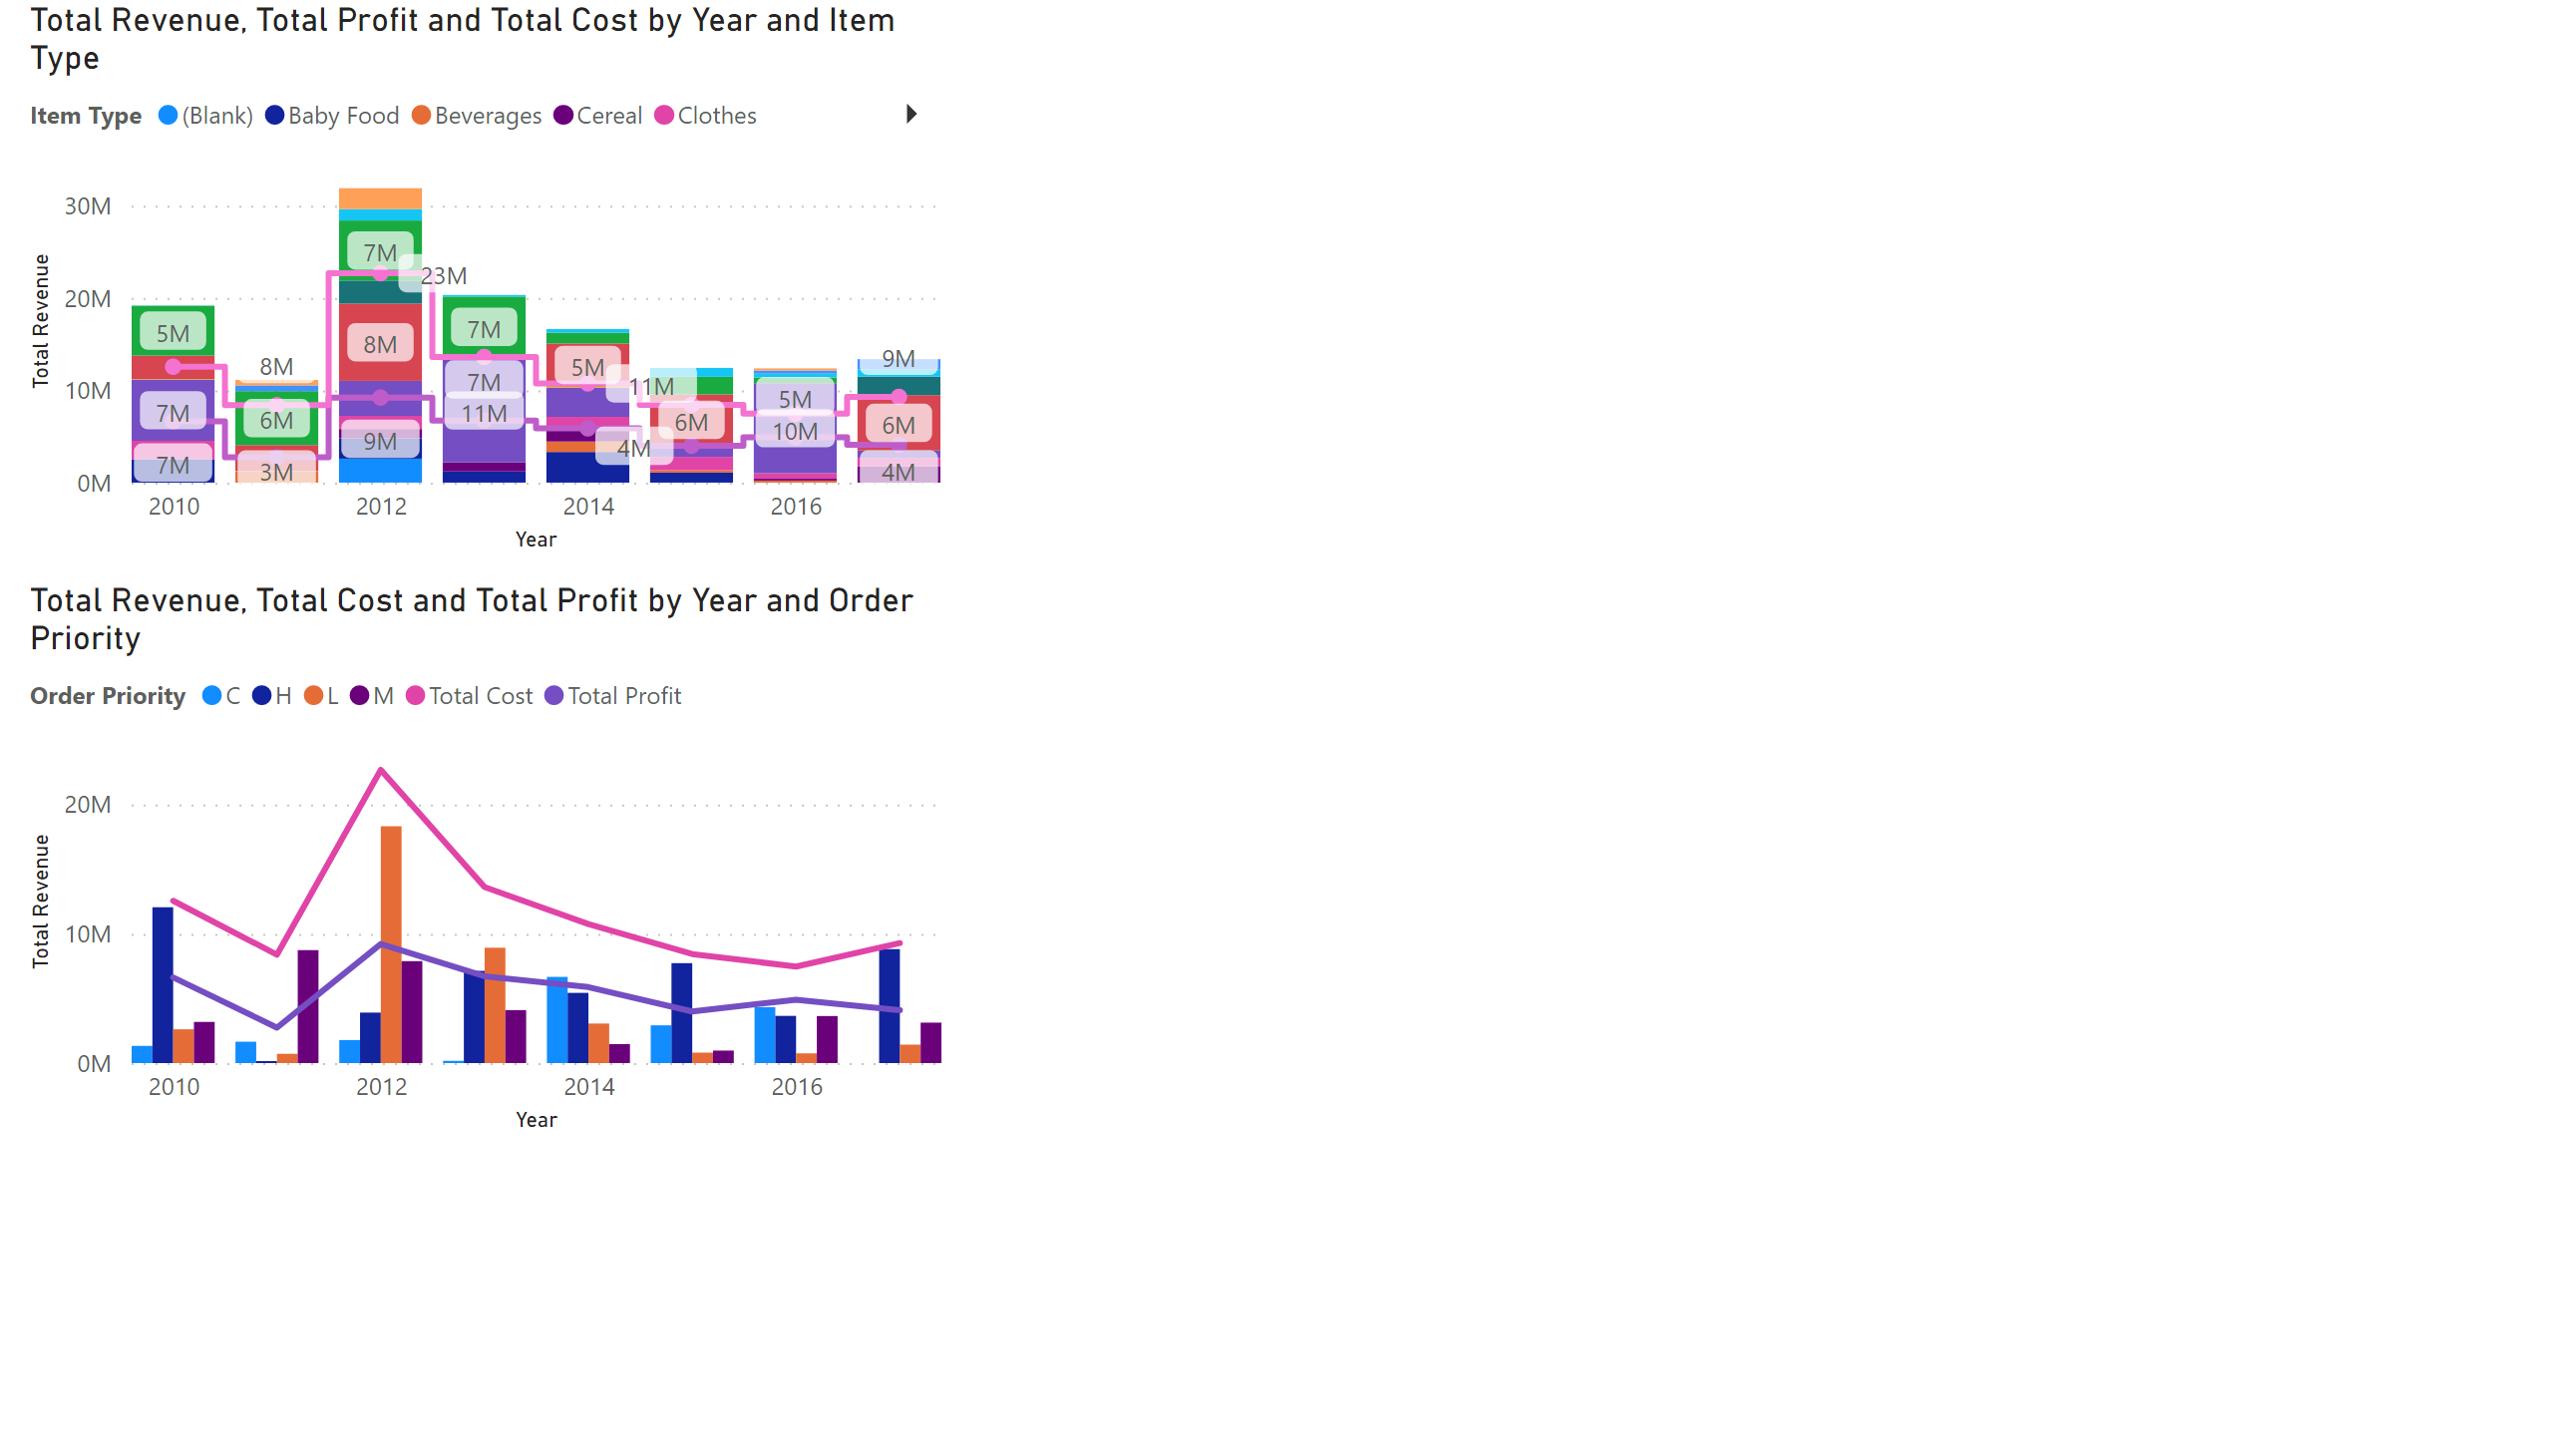 Total Revenue, Total Profit and Total Cost by Year and Item
Type
Item Type (Blank) Baby Food Beverages Cereal Clothes
Total Revenue
30M
20M
10M
0M
5M
7M
7M
8M
6M
3M
7M
23M
8M
9M
7M
7M
11M
5M
11M
4M
6M
5M
10M
9M
6M
4M
2010
2012
2014
2016
Year
Total Revenue, Total Cost and Total Profit by Year and Order
Priority
Order Priority C H L M Total Cost Total Profit
Total Revenue
20M
10M
0M
2010
2012
2014
2016
Year